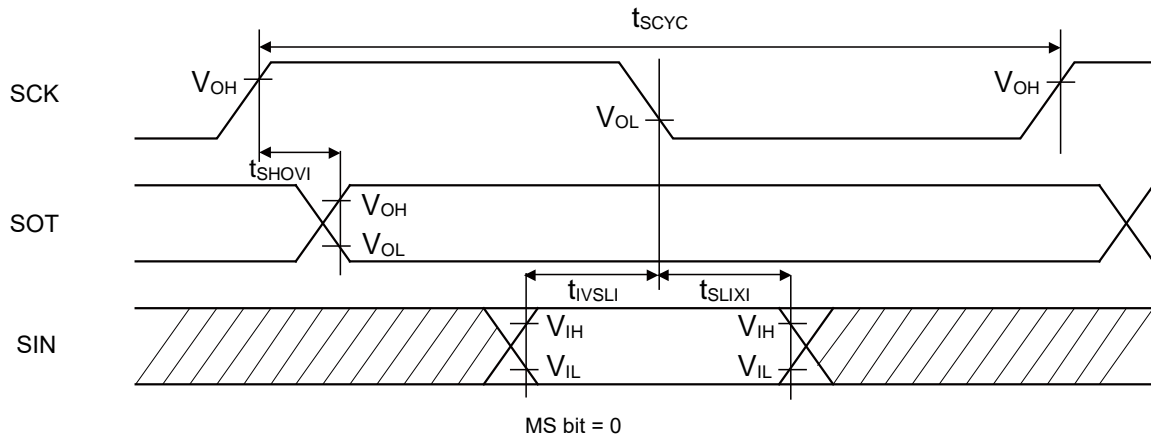 tSCYC
SCK
VOH
VOL
VOH
tSHOVI
SOT
VOH
VOL
tIVSLI
tSLIXI
SIN
VIH
VIH
VIL
VIL
MS bit = 0